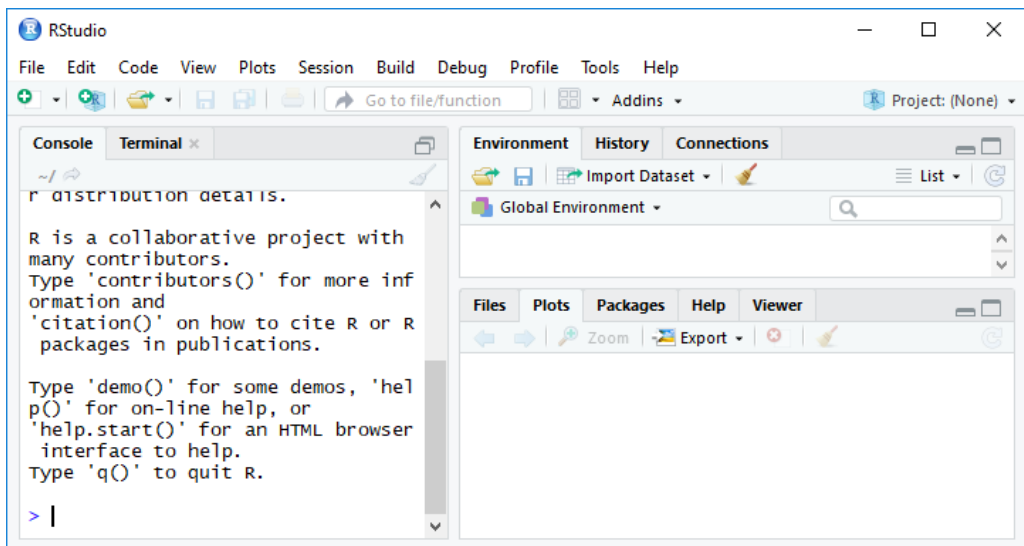 RStudio
File Edit Code View Plots Session Build Debug Profile Tools Help
Go to file/function Addins Project: (None)
Console Terminal
~/
r distribution details.
R is a collaborative project with
many contributors.
Type 'contributors()' for more inf
ormation and
'citation()' on how to cite R or R
packages in publications.
Type 'demo()' for some demos, 'hel
p()' for on-line help, or
'help.start()' for an HTML browser
interface to help.
Type 'q()' to quit R.
>
Environment History Connections
Import Dataset List
Global Environment
Files Plots Packages Help Viewer
Zoom Export